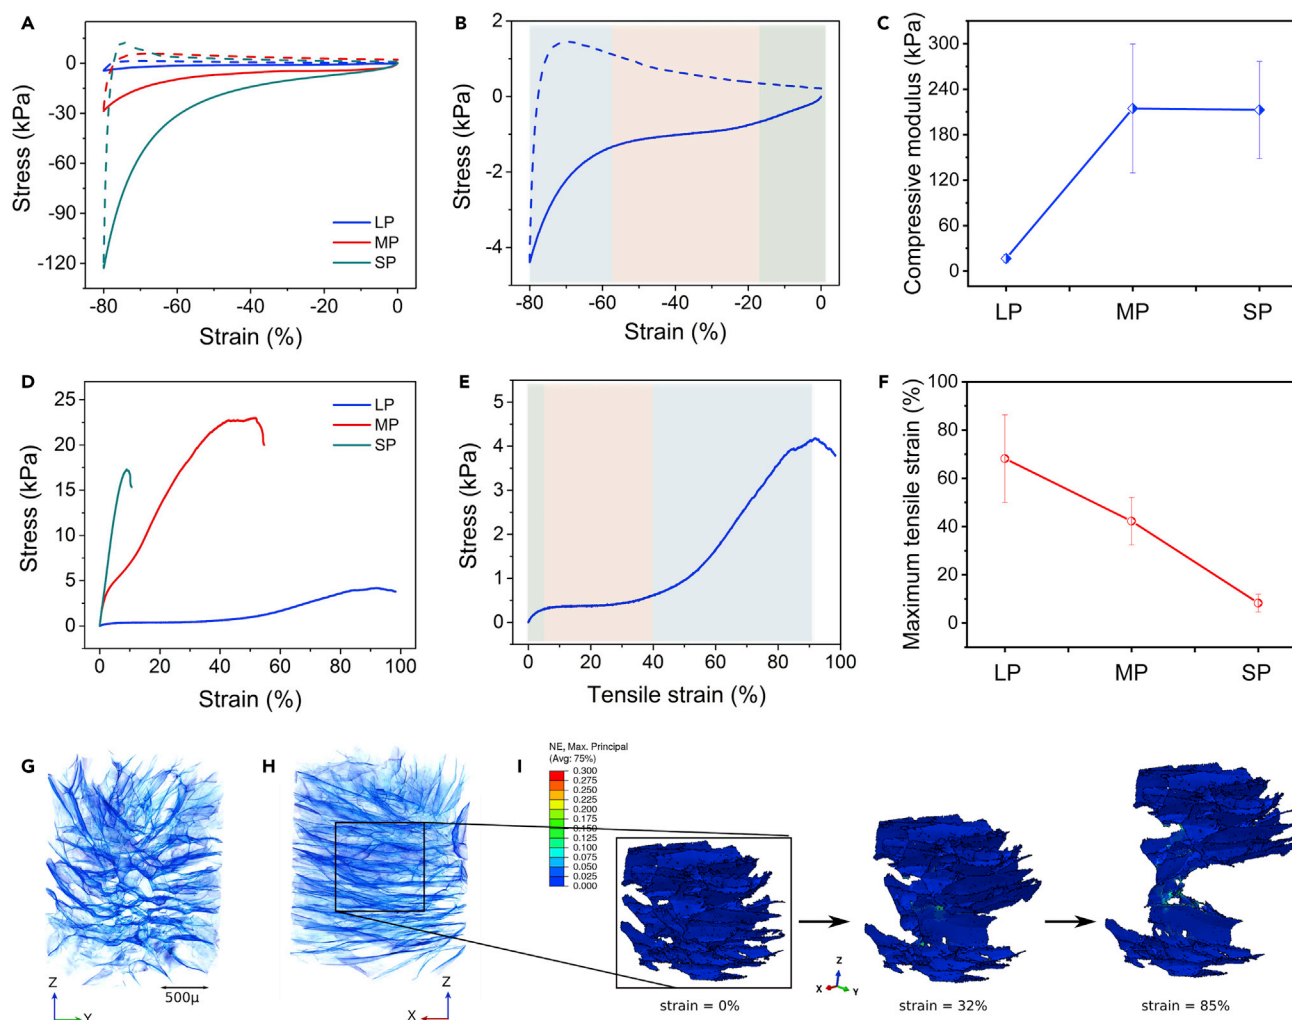 A
0
-30
-60
-90
-120
Stress (kPa)
LP
MP
SP
-80 -60 -40 -20 0
Strain (%)
B
2
0
-2
-4
Stress (kPa)
-80 -60 -40 -20 0
Strain (%)
C
300
240
180
120
60
0
Compressive modulus (kPa)
LP MP SP
D
25
20
15
10
5
0
Stress (kPa)
LP
MP
SP
0 20 40 60 80 100
Strain (%)
E
5
4
3
2
1
0
Stress (kPa)
0 20 40 60 80 100
Tensile strain (%)
F
100
80
60
40
20
0
Maximum tensile strain (%)
LP MP SP
G
Z
Y
500μ
H
Z
X
I
NE, Max. Principal
(Avg: 75%)
0.300
0.275
0.250
0.225
0.200
0.175
0.150
0.125
0.100
0.075
0.050
0.025
0.000
Z
X Y
strain = 0%
strain = 32%
strain = 85%